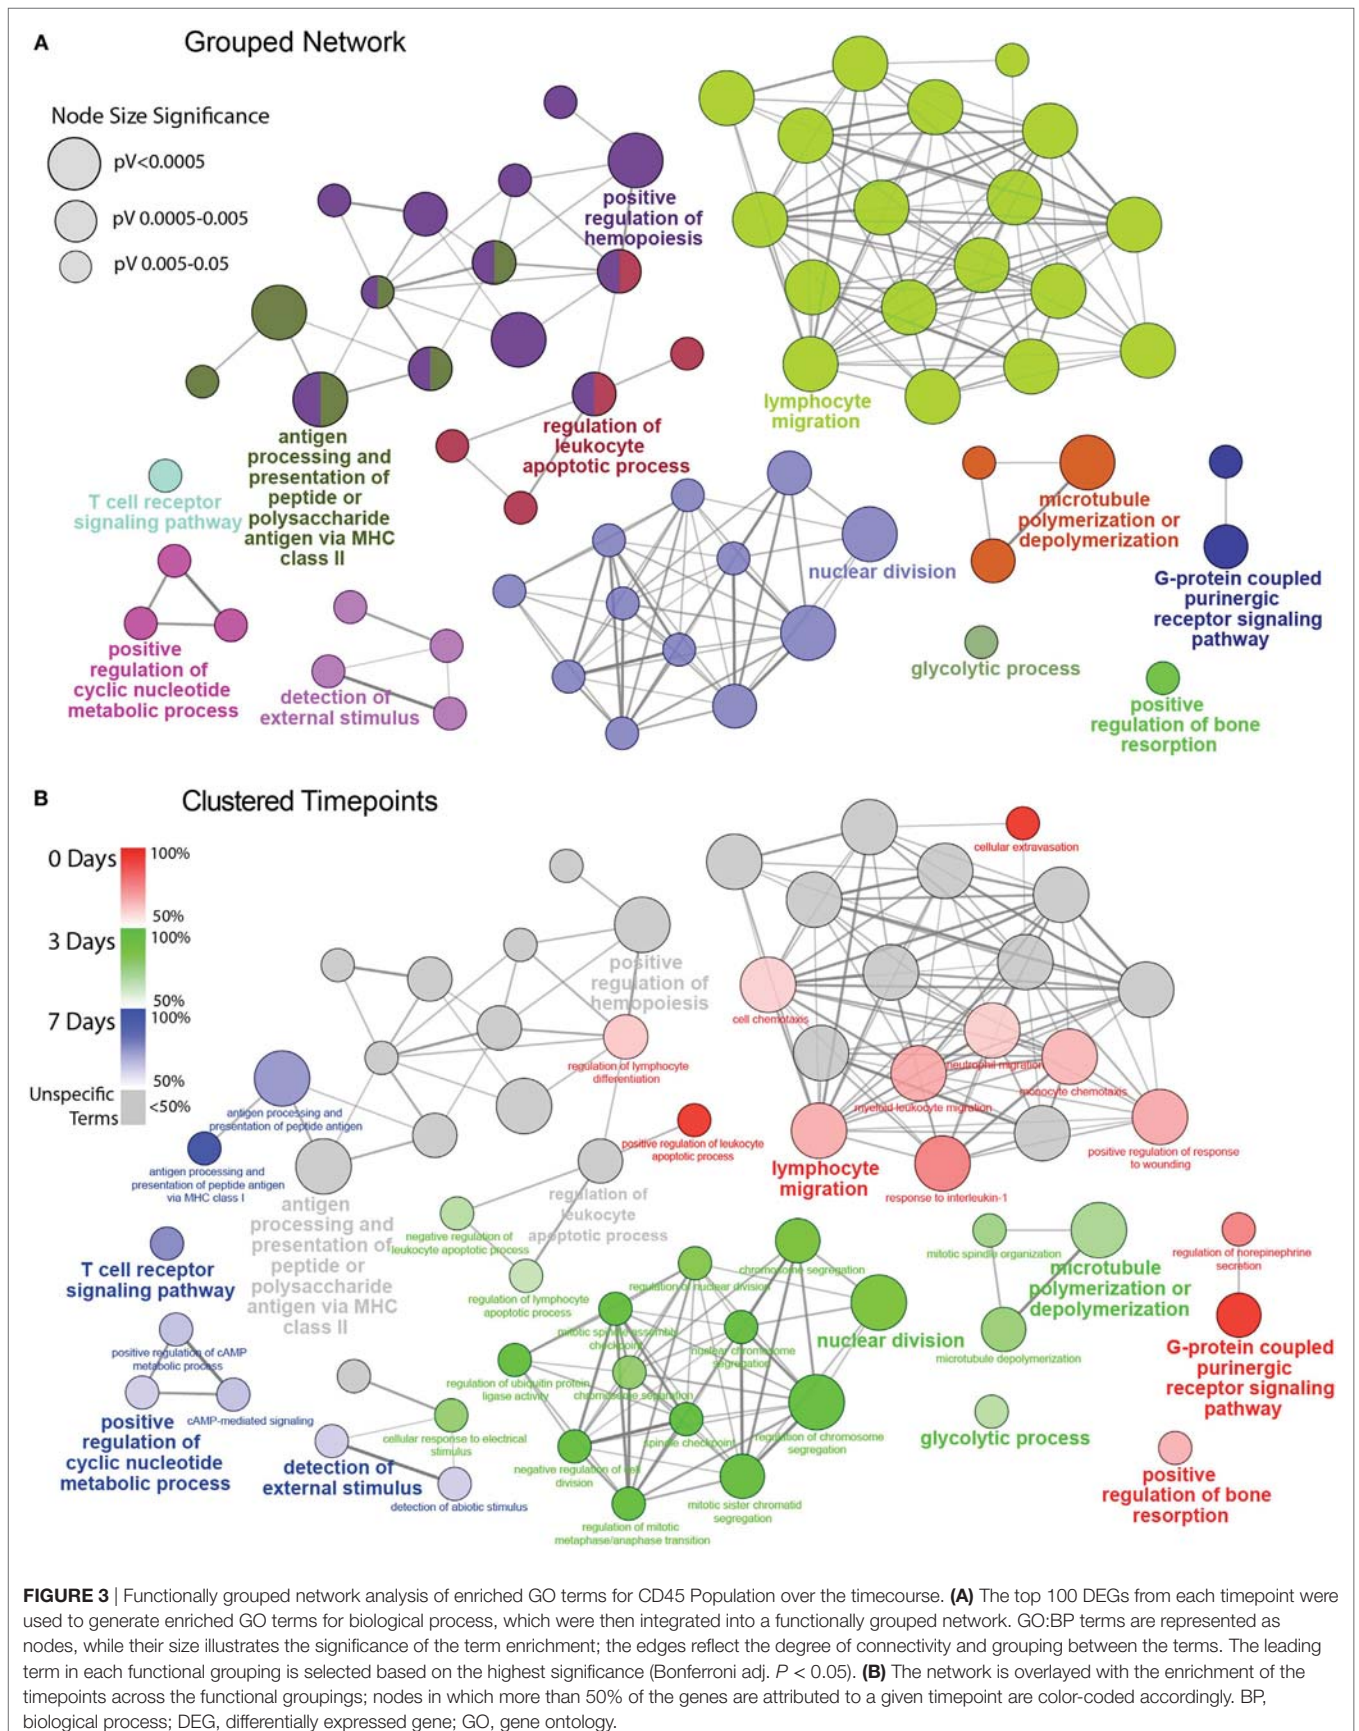 A
Grouped Network
Node Size Significance
pV<0.0005
pV 0.0005-0.005
pV 0.005-0.05
positive
regulation of
hemopoiesis
lymphocyte
migration
antigen
processing and
presentation of
peptide or
polysaccharide
antigen via MHC
class II
regulation of
leukocyte
apoptotic process
T cell receptor
signaling pathway
microtubule
polymerization or
depolymerization
nuclear division
G-protein coupled
purinergic
receptor signaling
pathway
positive
regulation of
cyclic nucleotide
metabolic process
detection of
external stimulus
glycolytic process
positive
regulation of bone
resorption
B
Clustered Timepoints
0 Days
100%
50%
3 Days
100%
50%
7 Days
100%
50%
Unspecific
Terms
<50%
cellular extravasation
positive
regulation of
hemopoiesis
cell chemotaxis
regulation of lymphocyte
differentiation
neutrophil migration
monocyte chemotaxis
myeloid leukocyte migration
antigen processing and
presentation of peptide antigen
positive regulation of leukocyte
apoptotic process
positive regulation of response
to wounding
antigen processing and
presentation of peptide antigen
via MHC class I
lymphocyte
migration
response to interleukin-1
antigen
processing and
presentation of
peptide or
polysaccharide
antigen via MHC
class II
regulation of
leukocyte
apoptotic process
negative regulation of
leukocyte apoptotic process
regulation of lymphocyte
apoptotic process
T cell receptor
signaling pathway
chromosome segregation
regulation of nuclear division
mitotic spindle organization
microtubule
polymerization or
depolymerization
microtubule depolymerization
regulation of norepinephrine
secretion
G-protein coupled
purinergic
receptor signaling
pathway
mitotic spindle assembly
checkpoint
nuclear chromosome
segregation
nuclear division
positive regulation of cAMP
metabolic process
cAMP-mediated signaling
positive
regulation of
cyclic nucleotide
metabolic process
regulation of ubiquitin protein
ligase activity
chromosome separation
cellular response to electrical
stimulus
spindle checkpoint
regulation of chromosome
segregation
glycolytic process
detection of
external stimulus
detection of abiotic stimulus
negative regulation of cell
division
mitotic sister chromatid
segregation
regulation of mitotic
metaphase/anaphase transition
positive
regulation of bone
resorption
FIGURE 3 | Functionally grouped network analysis of enriched GO terms for CD45 Population over the timecourse. (A) The top 100 DEGs from each timepoint were
used to generate enriched GO terms for biological process, which were then integrated into a functionally grouped network. GO:BP terms are represented as
nodes, while their size illustrates the significance of the term enrichment; the edges reflect the degree of connectivity and grouping between the terms. The leading
term in each functional grouping is selected based on the highest significance (Bonferroni adj. P < 0.05). (B) The network is overlayed with the enrichment of the
timepoints across the functional groupings; nodes in which more than 50% of the genes are attributed to a given timepoint are color-coded accordingly. BP,
biological process; DEG, differentially expressed gene; GO, gene ontology.